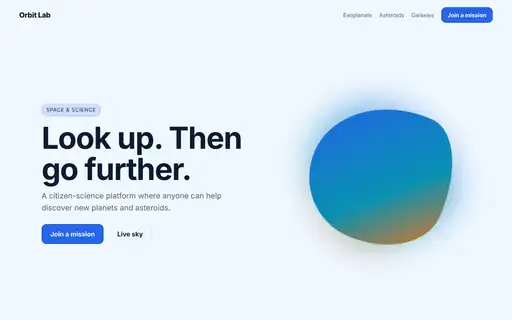 Orbit Lab
Exoplanets Asteroids Galaxies Join a mission
SPACE & SCIENCE
Look up. Then
go further.
A citizen-science platform where anyone can help
discover new planets and asteroids.
Join a mission Live sky